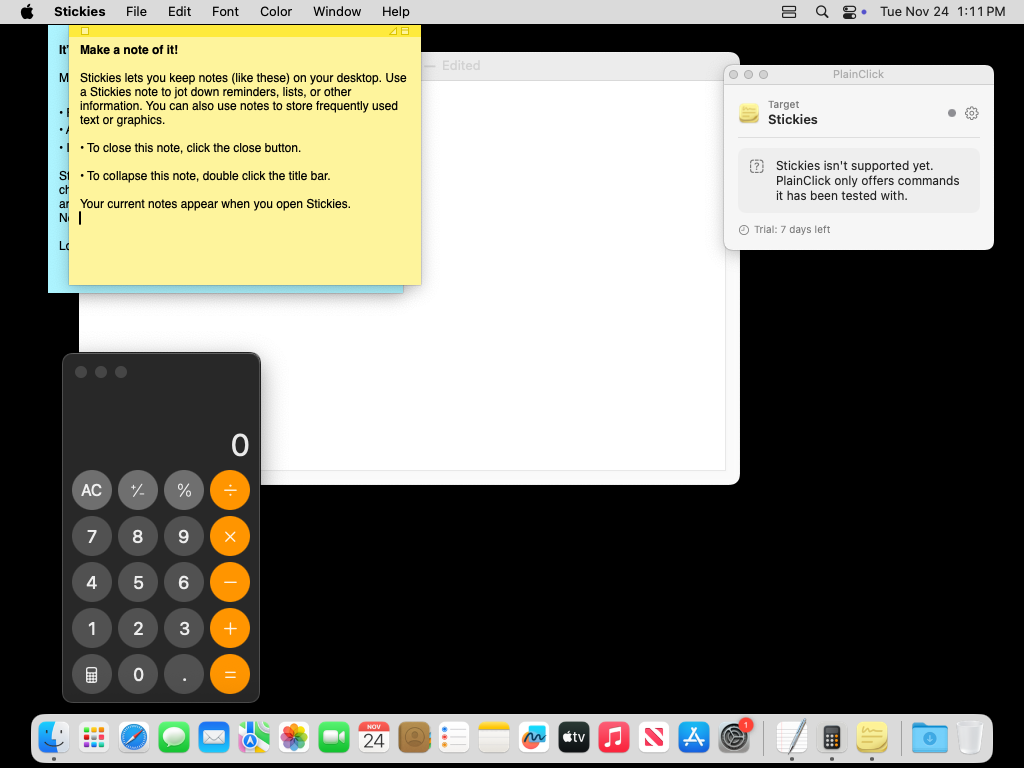 Stickies File Edit Font Color Window Help Tue Nov 24 1:11 PM
It'
M
Make a note of it!
Stickies lets you keep notes (like these) on your desktop. Use
a Stickies note to jot down reminders, lists, or other
information. You can also use notes to store frequently used
text or graphics.
• To close this note, click the close button.
• To collapse this note, double click the title bar.
Your current notes appear when you open Stickies.
St
ch
Lo
— Edited
PlainClick
Target
Stickies
Stickies isn't supported yet.
PlainClick only offers commands
it has been tested with.
Trial: 7 days left
0
AC +/− % ÷
7 8 9 ×
4 5 6 −
1 2 3 +
0 . =
NOV
24
tv
1